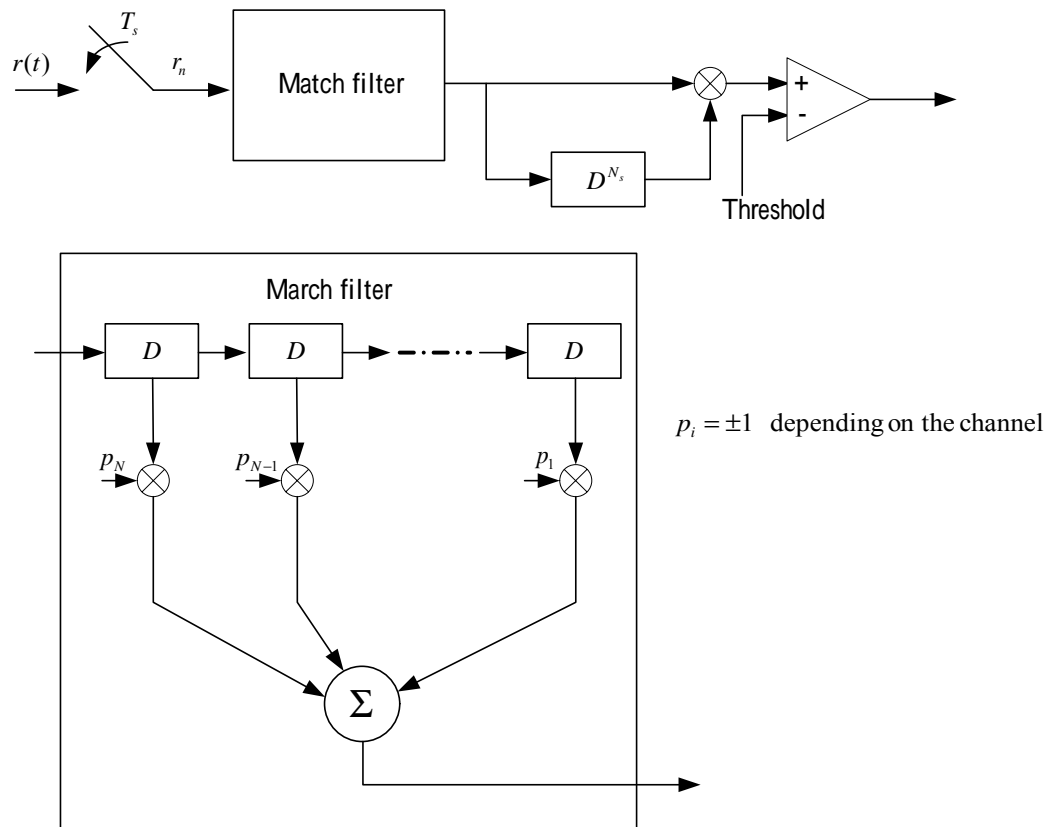 T_s
r(t)
r_n
Match filter
+
-
D^{N_s}
Threshold
March filter
D
D
D
p_i = ±1 depending on the channel
p_N
p_{N-1}
p_1
Σ